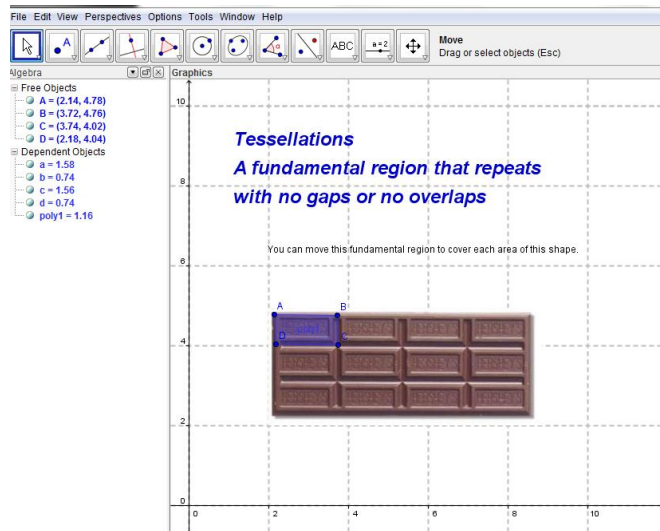 File Edit View Perspectives Options Tools Window Help
A
ABC
a = 2
Move
Drag or select objects (Esc)
Algebra
Graphics
Free Objects
A = (2.14, 4.78)
B = (3.72, 4.76)
C = (3.74, 4.02)
D = (2.18, 4.04)
Dependent Objects
a = 1.58
b = 0.74
c = 1.56
d = 0.74
poly1 = 1.16
Tessellations
A fundamental region that repeats
with no gaps or no overlaps
You can move this fundamental region to cover each area of this shape.
10
8
6
4
2
0
A
B
D
C
poly1
0 2 4 6 8 10